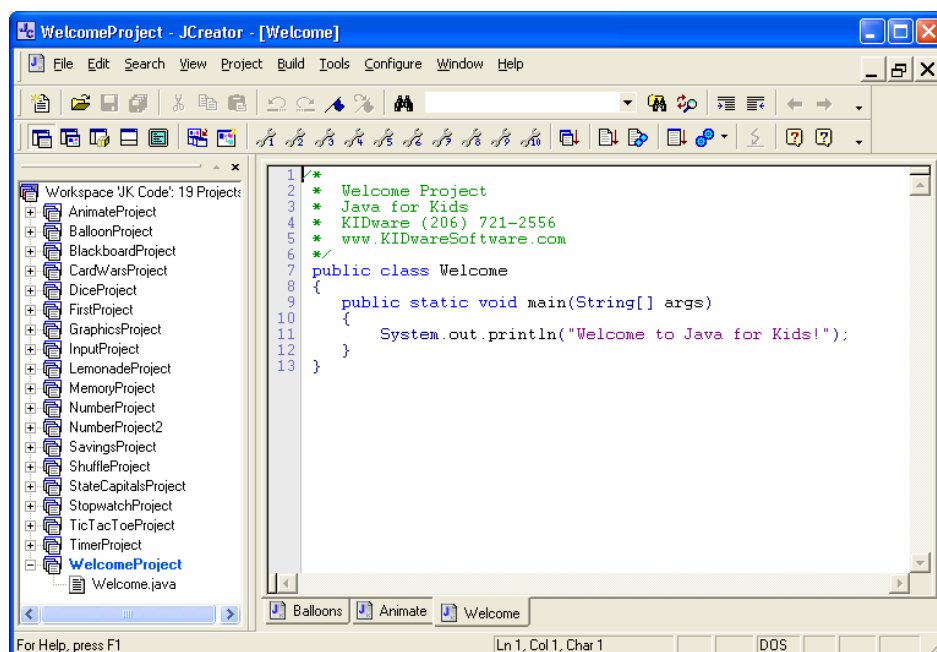 WelcomeProject - JCreator - [Welcome]
File Edit Search View Project Build Tools Configure Window Help
Workspace 'JK Code': 19 Projects
AnimateProject
BalloonProject
BlackboardProject
CardWarsProject
DiceProject
FirstProject
GraphicsProject
InputProject
LemonadeProject
MemoryProject
NumberProject
NumberProject2
SavingsProject
ShuffleProject
StateCapitalsProject
StopwatchProject
TicTacToeProject
TimerProject
WelcomeProject
Welcome.java
1 /*
2 * Welcome Project
3 * Java for Kids
4 * KIDware (206) 721-2556
5 * www.KIDwareSoftware.com
6 */
7 public class Welcome
8 {
9 public static void main(String[] args)
10 {
11 System.out.println("Welcome to Java for Kids!");
12 }
13 }
Balloons Animate Welcome
For Help, press F1 Ln 1, Col 1, Char 1 DOS